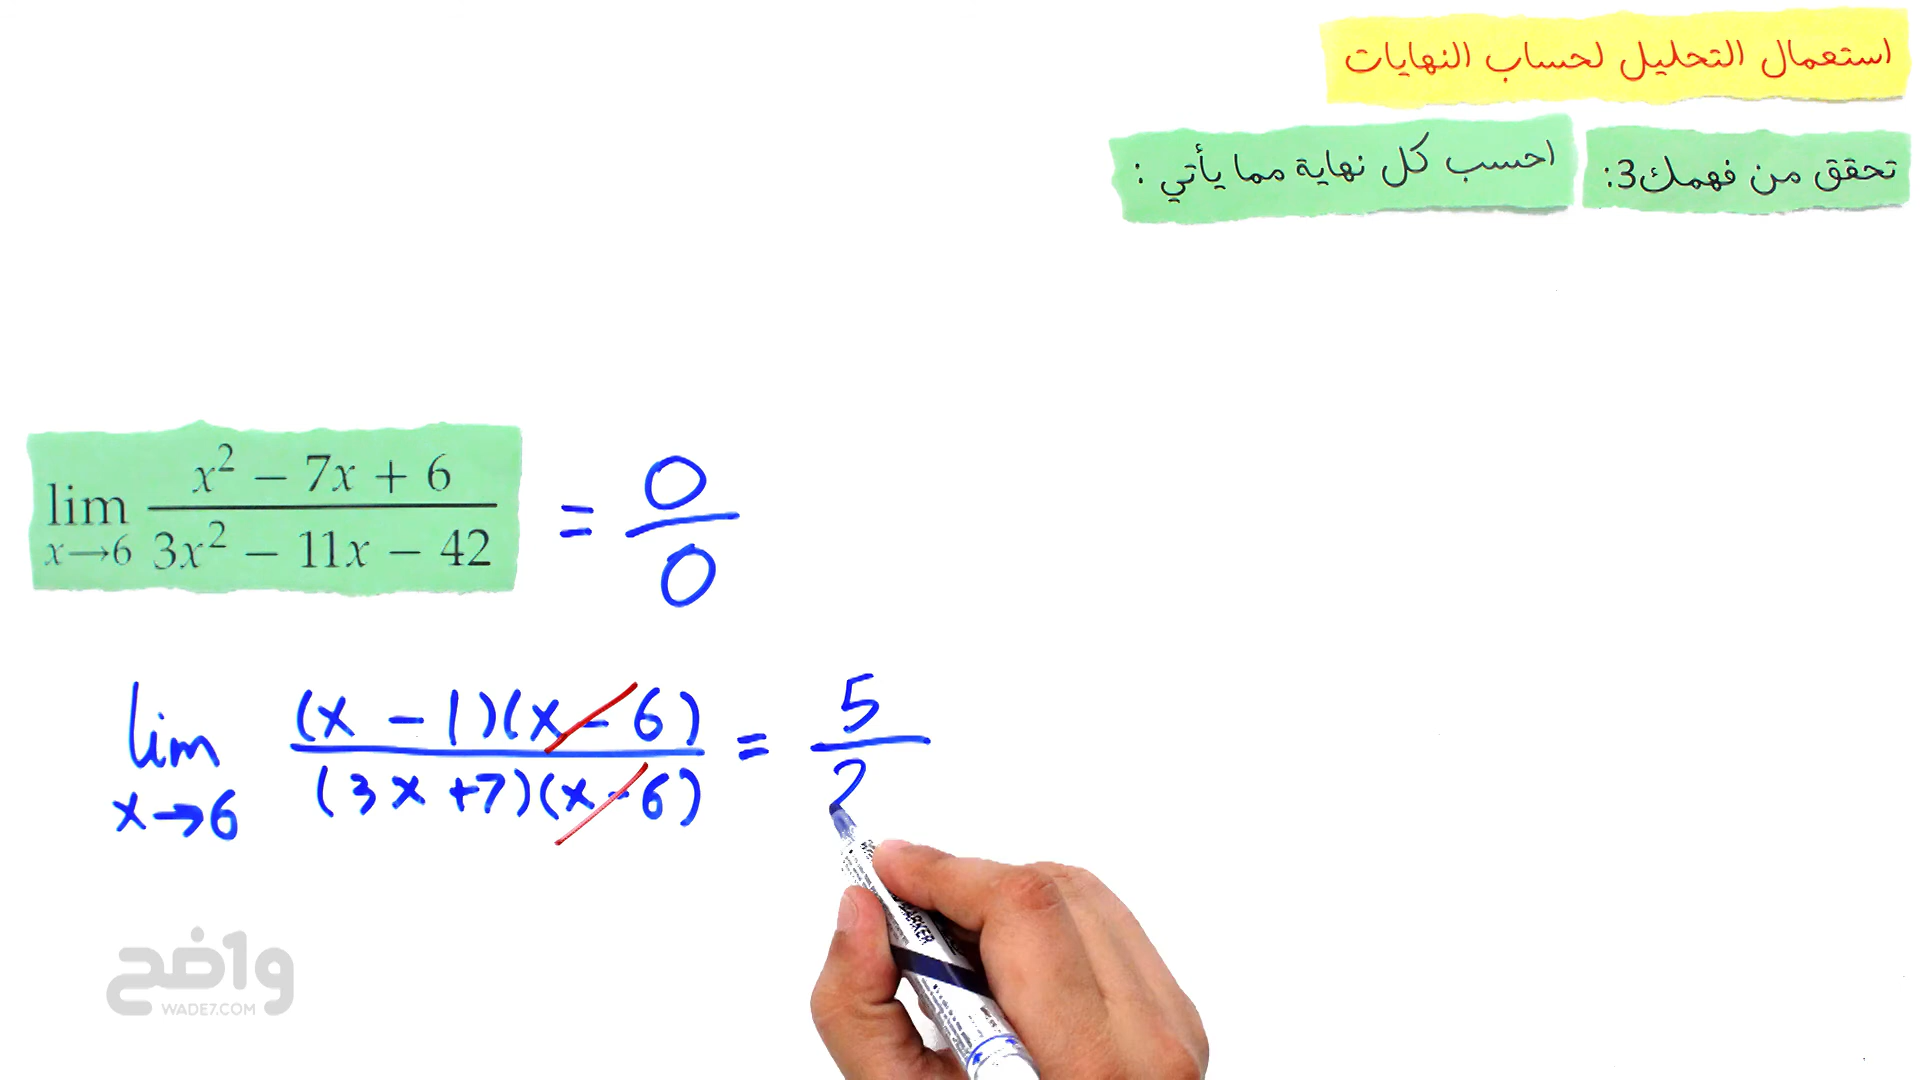 استعمال التحليل لحساب النهايات
تحقق من فهمك3: احسب كل نهاية مما يأتي :
lim x→6 (x² − 7x + 6)/(3x² − 11x − 42) = 0/0
lim x→6 ((x − 1)(x − 6))/((3x + 7)(x − 6)) = 5/2
MARKER
واضح
WADE7.COM